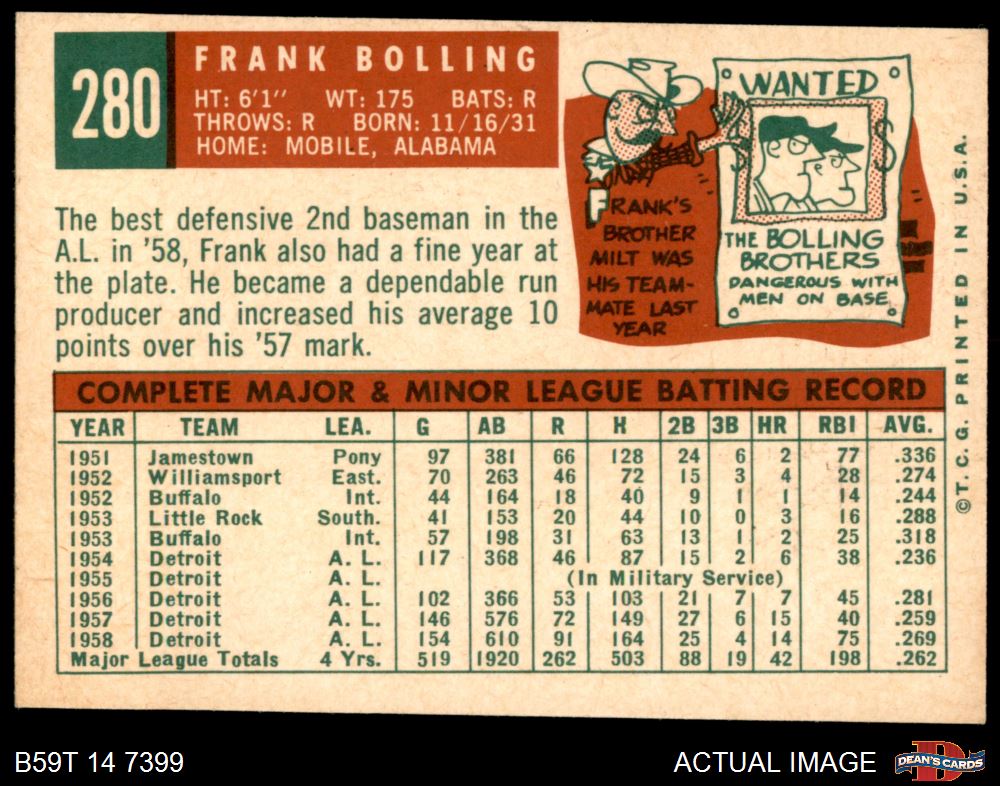 280
FRANK BOLLING
HT: 6'1" WT: 175 BATS: R
THROWS: R BORN: 11/16/31
HOME: MOBILE, ALABAMA
The best defensive 2nd baseman in the
A.L. in '58, Frank also had a fine year at
the plate. He became a dependable run
producer and increased his average 10
points over his '57 mark.
FRANK'S
BROTHER
MILT WAS
HIS TEAM-
MATE LAST
YEAR
WANTED
THE BOLLING
BROTHERS
DANGEROUS WITH
MEN ON BASE
COMPLETE MAJOR & MINOR LEAGUE BATTING RECORD
YEAR TEAM LEA. G AB R H 2B 3B HR RBI AVG.
1951 Jamestown Pony 97 381 66 128 24 6 2 77 .336
1952 Williamsport East. 70 263 46 72 15 3 4 28 .274
1952 Buffalo Int. 44 164 18 40 9 1 1 14 .244
1953 Little Rock South. 41 153 20 44 10 0 3 16 .288
1953 Buffalo Int. 57 198 31 63 13 1 2 25 .318
1954 Detroit A. L. 117 368 46 87 15 2 6 38 .236
1955 Detroit A. L. (In Military Service)
1956 Detroit A. L. 102 366 53 103 21 7 7 45 .281
1957 Detroit A. L. 146 576 72 149 27 6 15 40 .259
1958 Detroit A. L. 154 610 91 164 25 4 14 75 .269
Major League Totals 4 Yrs. 519 1920 262 503 88 19 42 198 .262
© T. C. G. PRINTED IN U.S.A.
B59T 14 7399
ACTUAL IMAGE
DEAN'S CARDS